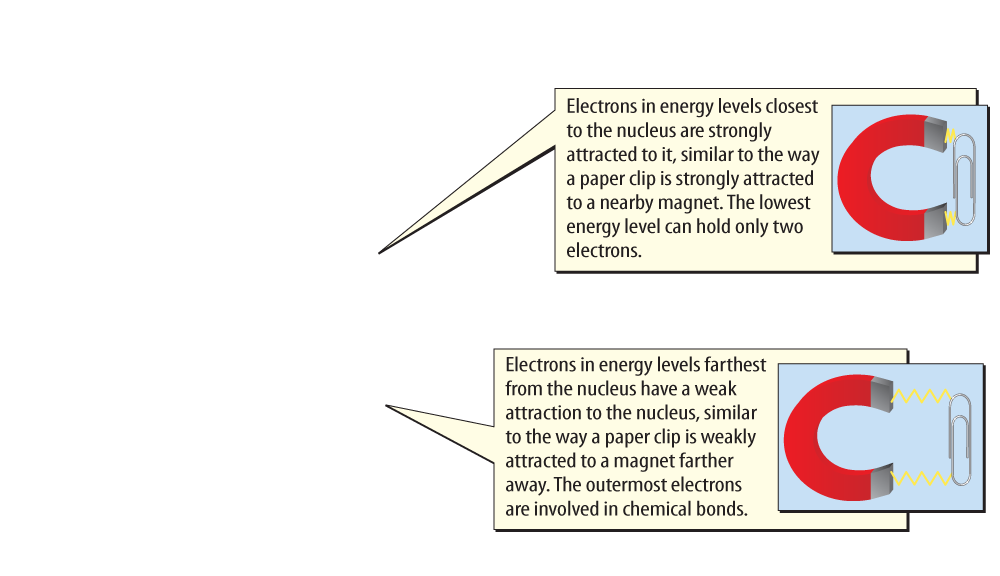 Electrons in energy levels closest
to the nucleus are strongly
attracted to it, similar to the way
a paper clip is strongly attracted
to a nearby magnet. The lowest
energy level can hold only two
electrons.
Electrons in energy levels farthest
from the nucleus have a weak
attraction to the nucleus, similar
to the way a paper clip is weakly
attracted to a magnet farther
away. The outermost electrons
are involved in chemical bonds.